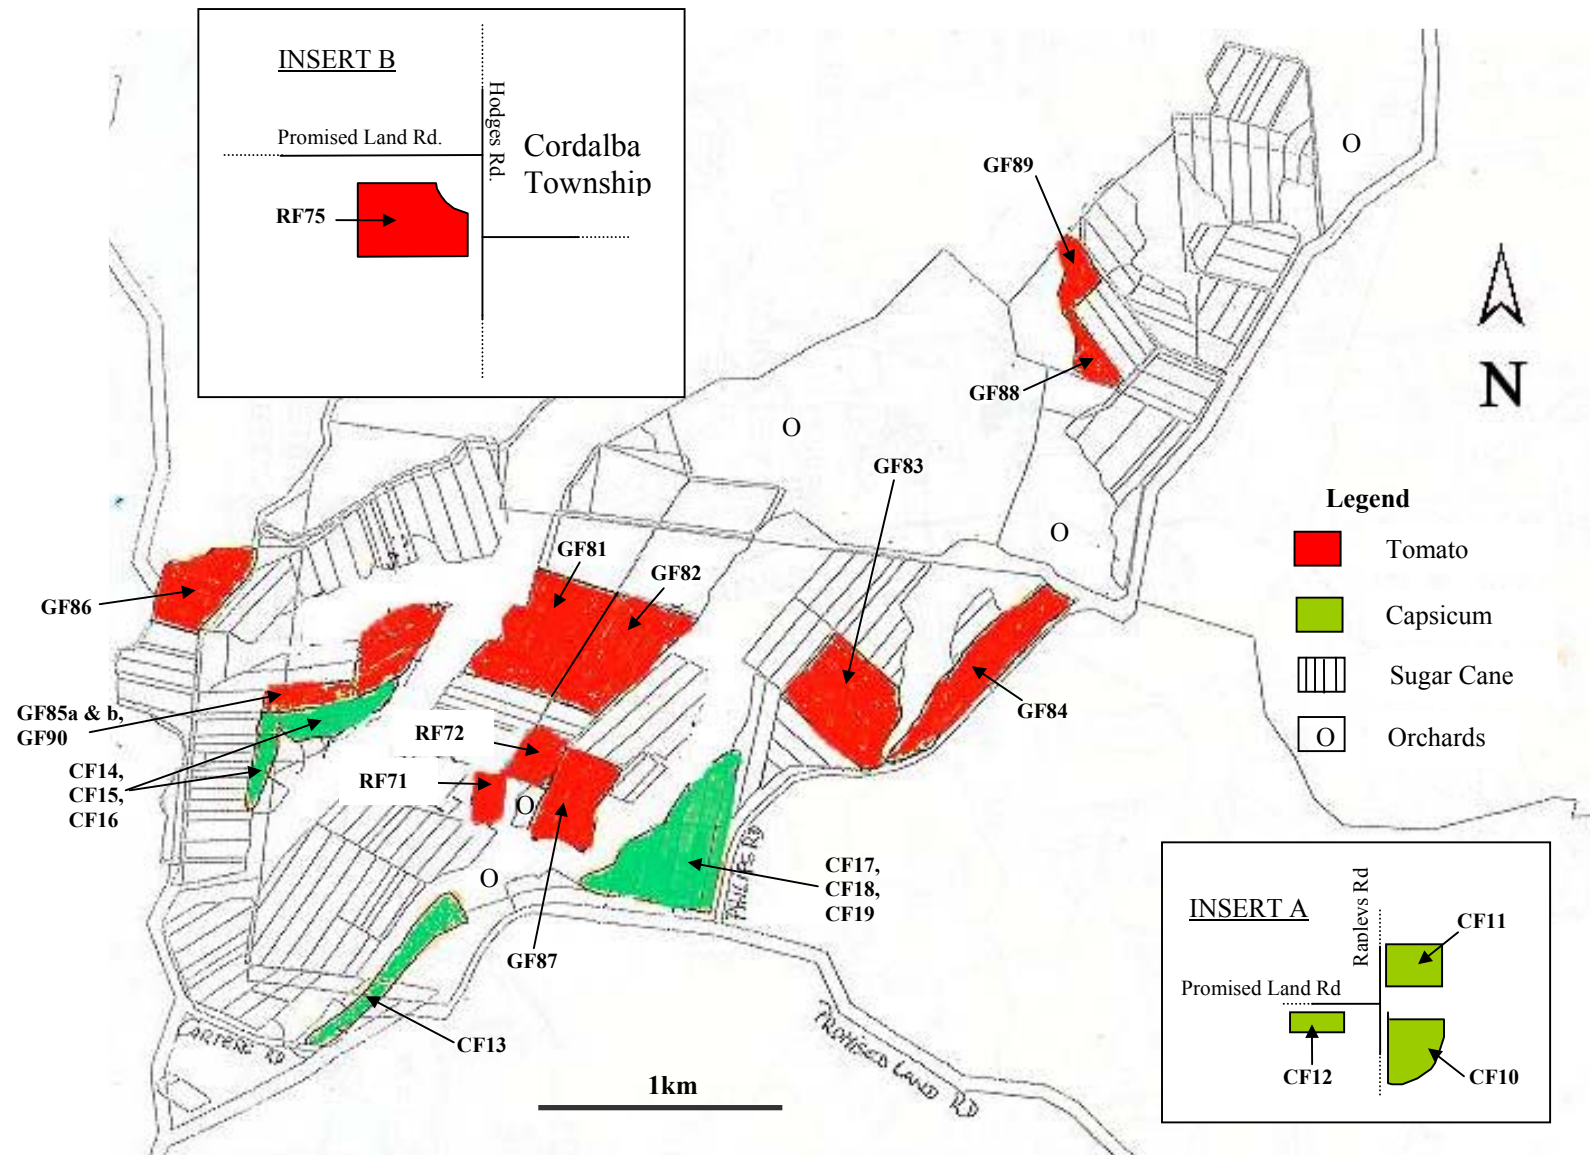 INSERT B
Promised Land Rd.
Hodges Rd.
Cordalba
Township
RF75
GF89
GF88
O
O
O
N
GF83
GF81
GF82
GF86
GF85a & b,
GF90
CF14,
CF15,
CF16
RF72
RF71
O
O
GF84
GF87
CF17,
CF18,
CF19
CF13
PROMISED LAND RD
1km
Legend
Tomato
Capsicum
Sugar Cane
O Orchards
INSERT A
Rapleys Rd
Promised Land Rd
CF11
CF12
CF10